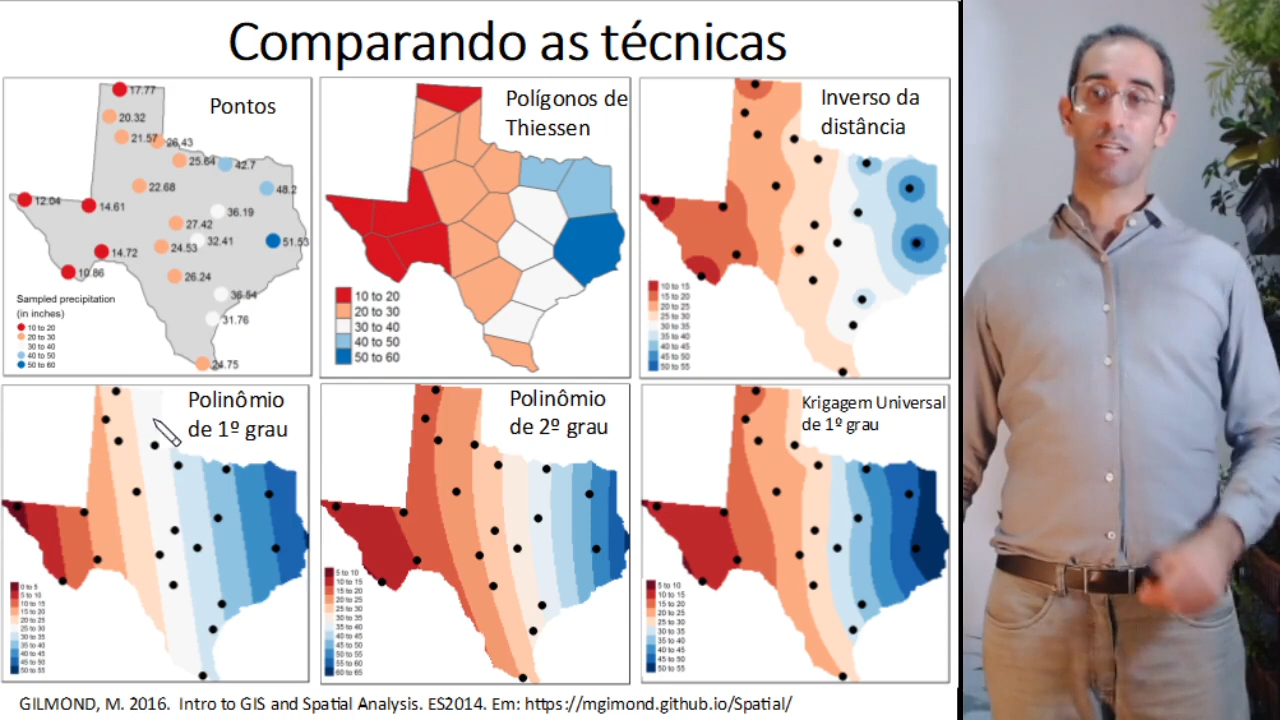 Comparando as técnicas
Pontos
17.77
20.32
21.57
26.43
25.64
42.7
22.68
48.2
12.04
14.61
36.19
27.42
32.41
51.53
24.53
14.72
10.86
26.24
36.54
31.76
24.75
Sampled precipitation
(in inches)
10 to 20
20 to 30
30 to 40
40 to 50
50 to 60
Polígonos de
Thiessen
10 to 20
20 to 30
30 to 40
40 to 50
50 to 60
Inverso da
distância
10 to 15
15 to 20
20 to 25
25 to 30
30 to 35
35 to 40
40 to 45
45 to 50
50 to 55
Polinômio
de 1º grau
0 to 5
5 to 10
10 to 15
15 to 20
20 to 25
25 to 30
30 to 35
35 to 40
40 to 45
45 to 50
50 to 55
Polinômio
de 2º grau
5 to 10
10 to 15
15 to 20
20 to 25
25 to 30
30 to 35
35 to 40
40 to 45
45 to 50
50 to 55
55 to 60
60 to 65
Krigagem Universal
de 1º grau
5 to 10
10 to 15
15 to 20
20 to 25
25 to 30
30 to 35
35 to 40
40 to 45
45 to 50
50 to 55
GILMOND, M. 2016. Intro to GIS and Spatial Analysis. ES2014. Em: https://mgimond.github.io/Spatial/